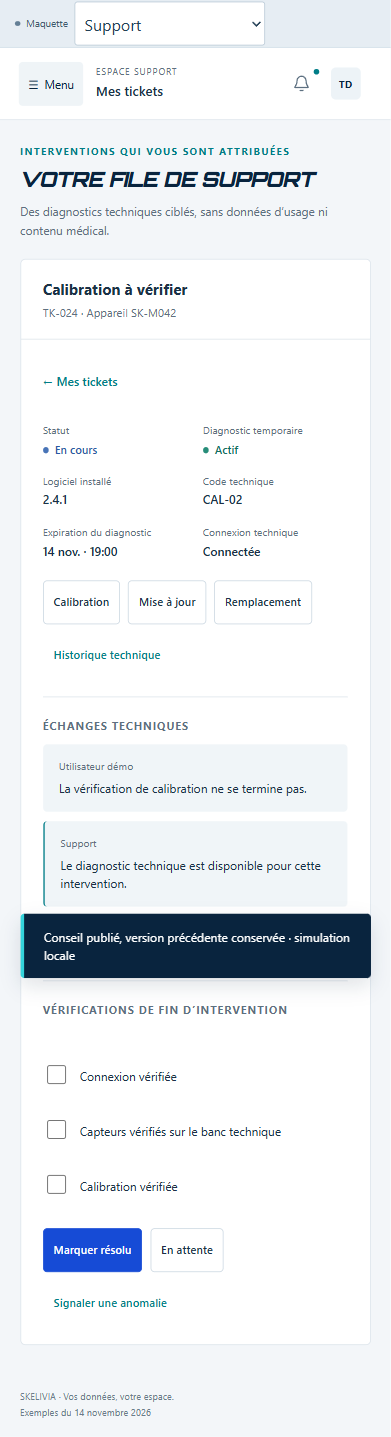 Maquette
Support
☰ Menu
ESPACE SUPPORT
Mes tickets
TD
INTERVENTIONS QUI VOUS SONT ATTRIBUÉES
VOTRE FILE DE SUPPORT
Des diagnostics techniques ciblés, sans données d’usage ni
contenu médical.
Calibration à vérifier
TK-024 · Appareil SK-M042
← Mes tickets
Statut
En cours
Diagnostic temporaire
Actif
Logiciel installé
2.4.1
Code technique
CAL-02
Expiration du diagnostic
14 nov. · 19:00
Connexion technique
Connectée
Calibration
Mise à jour
Remplacement
Historique technique
ÉCHANGES TECHNIQUES
Utilisateur démo
La vérification de calibration ne se termine pas.
Support
Le diagnostic technique est disponible pour cette
intervention.
Conseil publié, version précédente conservée · simulation
locale
VÉRIFICATIONS DE FIN D’INTERVENTION
Connexion vérifiée
Capteurs vérifiés sur le banc technique
Calibration vérifiée
Marquer résolu
En attente
Signaler une anomalie
SKELIVIA · Vos données, votre espace.
Exemples du 14 novembre 2026